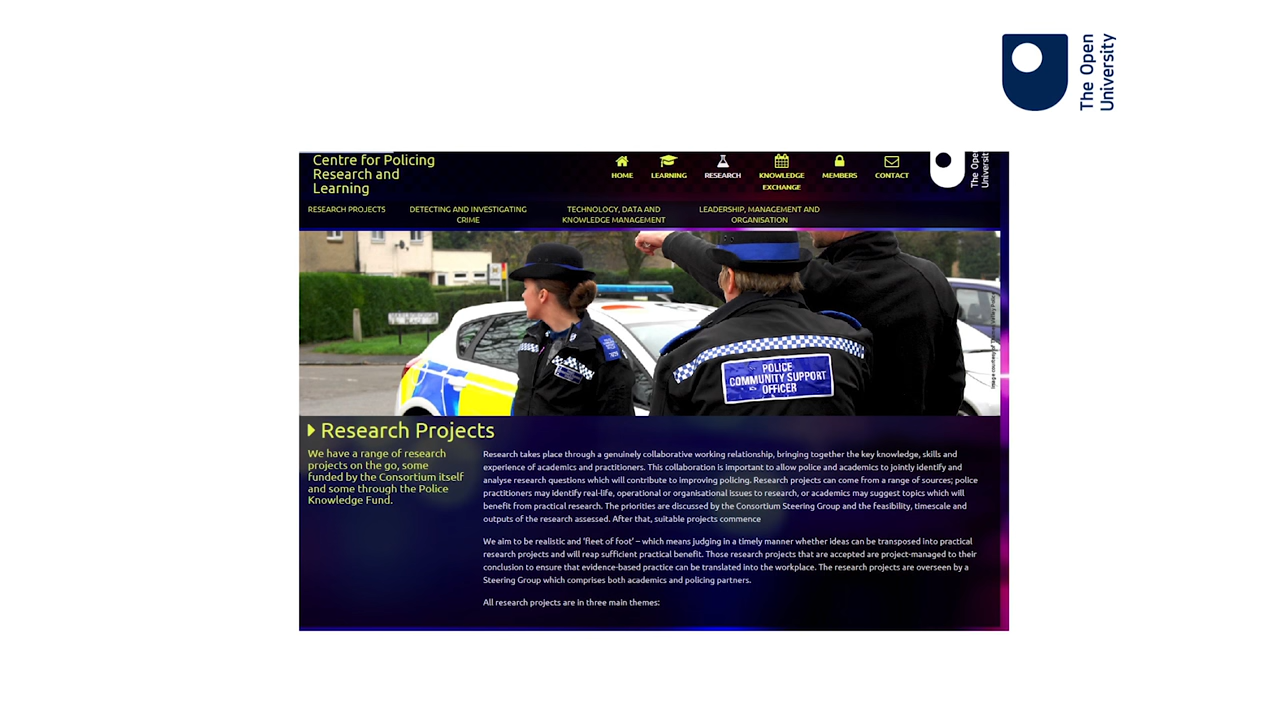 The Open
University
Centre for Policing
Research and
Learning
HOME
LEARNING
RESEARCH
KNOWLEDGE
EXCHANGE
MEMBERS
CONTACT
The Open
Universit
RESEARCH PROJECTS
DETECTING AND INVESTIGATING
CRIME
TECHNOLOGY, DATA AND
KNOWLEDGE MANAGEMENT
LEADERSHIP, MANAGEMENT AND
ORGANISATION
POLICE
COMMUNITY SUPPORT
OFFICER
Research Projects
We have a range of research
projects on the go, some
funded by the Consortium itself
and some through the Police
Knowledge Fund.
Research takes place through a genuinely collaborative working relationship, bringing together the key knowledge, skills and
experience of academics and practitioners. This collaboration is important to allow police and academics to jointly identify and
analyse research questions which will contribute to improving policing. Research projects can come from a range of sources; police
practitioners may identify real-life, operational or organisational issues to research, or academics may suggest topics which will
benefit from practical research. The priorities are discussed by the Consortium Steering Group and the feasibility, timescale and
outputs of the research assessed. After that, suitable projects commence
We aim to be realistic and ‘fleet of foot’ – which means judging in a timely manner whether ideas can be transposed into practical
research projects and will reap sufficient practical benefit. Those research projects that are accepted are project-managed to their
conclusion to ensure that evidence-based practice can be translated into the workplace. The research projects are overseen by a
Steering Group which comprises both academics and policing partners.
All research projects are in three main themes: